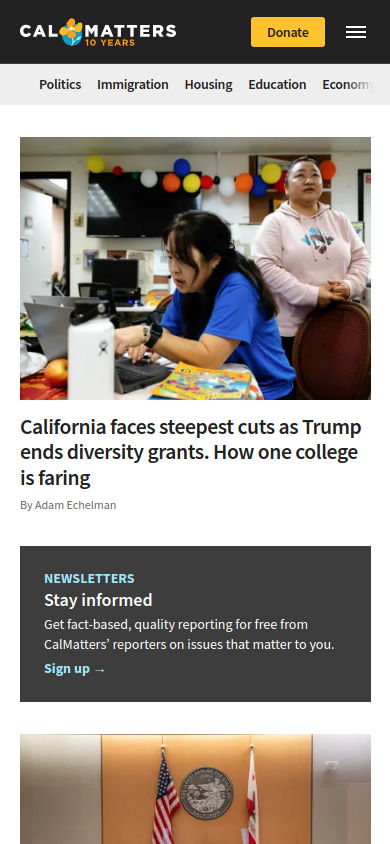 CALMATTERS
10 YEARS
Donate
Politics Immigration Housing Education Economy
California faces steepest cuts as Trump
ends diversity grants. How one college
is faring
By Adam Echelman
NEWSLETTERS
Stay informed
Get fact-based, quality reporting for free from
CalMatters’ reporters on issues that matter to you.
Sign up →